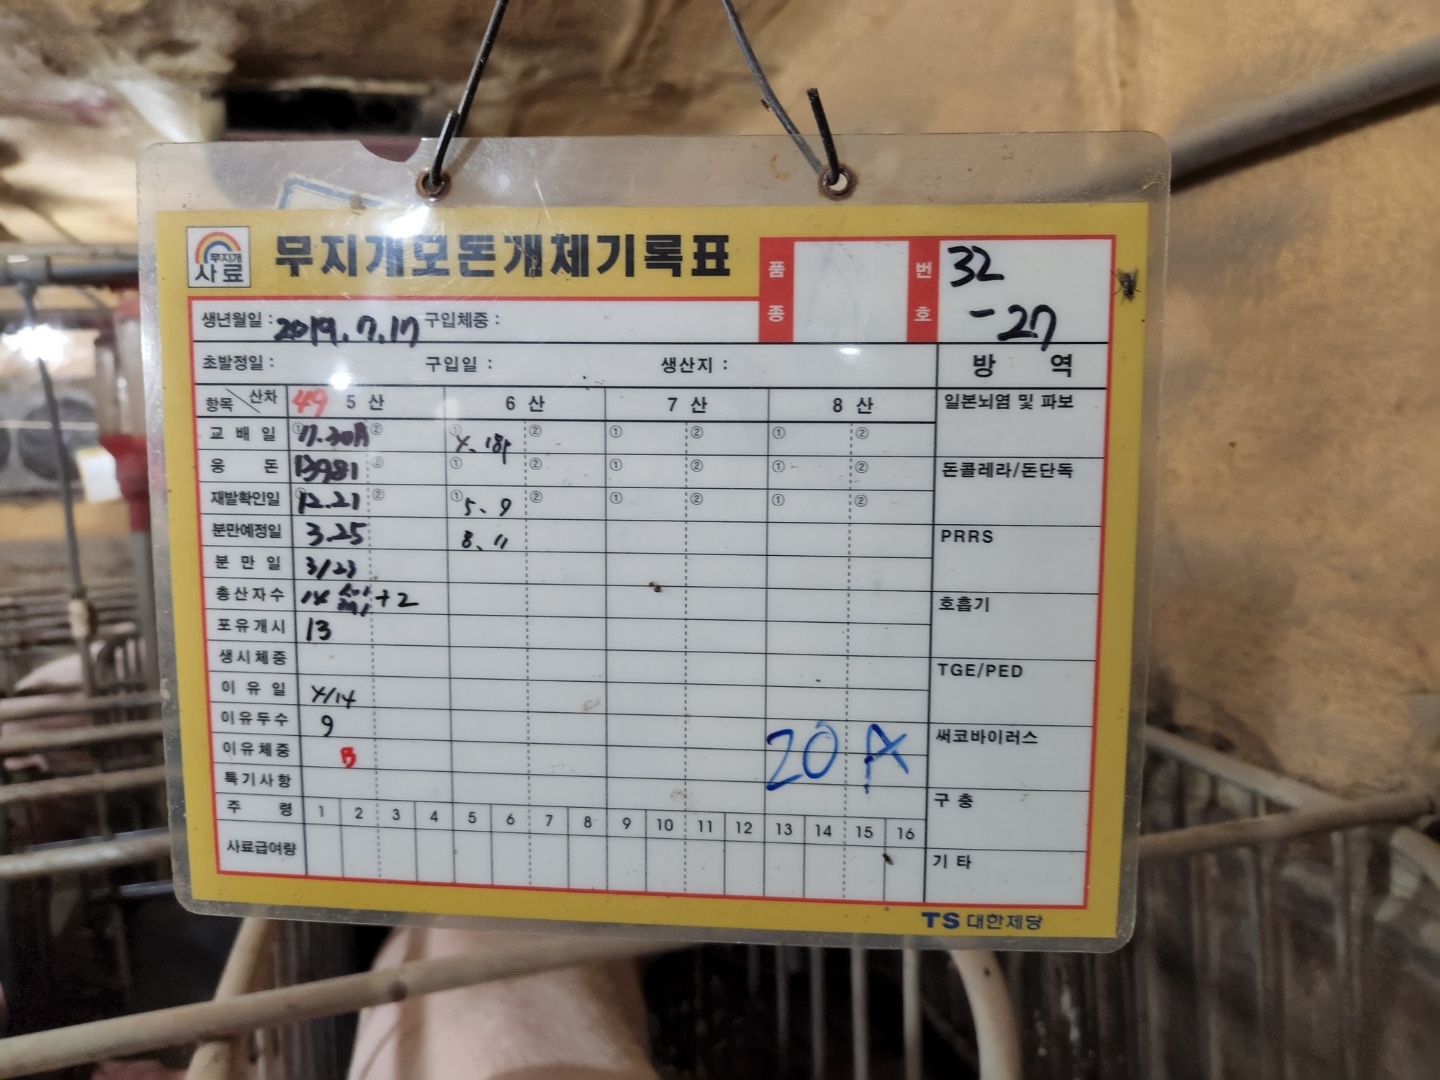 무지개
사료
무지개모돈개체기록표
품종
번호
32
-27
생년월일 : 2019.7.17 구입체중 :
초발정일 : 구입일 : 생산지 :
방 역
항목 산차 49 5 산 6 산 7 산 8 산
일본뇌염 및 파보
교 배 일 ① ② ① ② ① ② ① ②
웅 돈 13981 ② ① ② ① ② ① ②
돈콜레라/돈단독
재발확인일 ① 12.21 ② ① 5. 9 ② ① ② ① ②
분만예정일 3.25 8. 11
PRRS
분 만 일 3/23
총산자수 14 +2
호흡기
포유개시 13
생시체중
TGE/PED
이 유 일 4/14
이유두수 9
써코바이러스
이유체중 B
20 A
특기사항
구 충
주 령 1 2 3 4 5 6 7 8 9 10 11 12 13 14 15 16
사료급여량
기 타
TS 대한제당